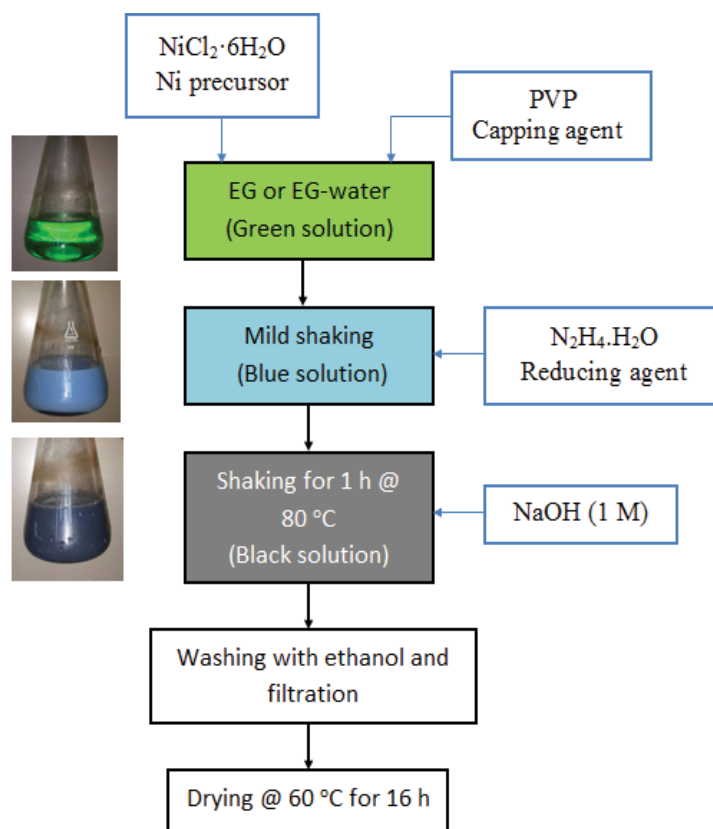 NiCl₂·6H₂O
Ni precursor
PVP
Capping agent
EG or EG-water
(Green solution)
Mild shaking
(Blue solution)
N₂H₄.H₂O
Reducing agent
Shaking for 1 h @
80 °C
(Black solution)
NaOH (1 M)
Washing with ethanol and
filtration
Drying @ 60 °C for 16 h